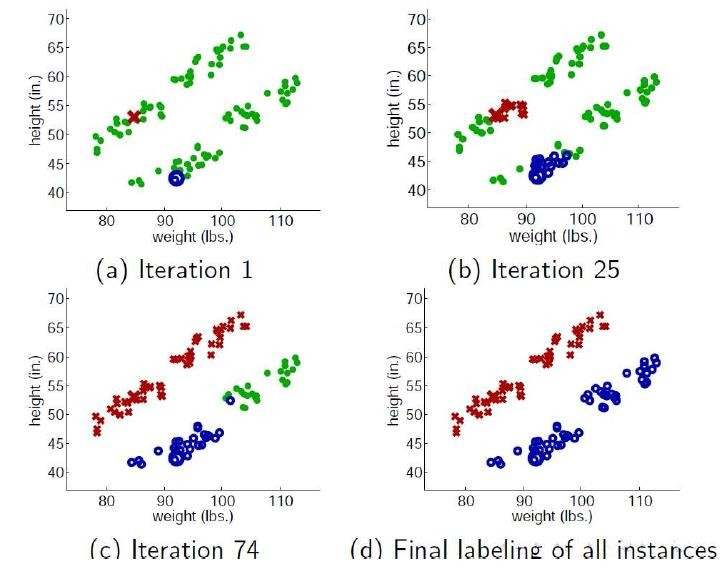 70
65
60
55
50
45
40
height (in.)
80 90 100 110
weight (lbs.)
(a) Iteration 1
70
65
60
55
50
45
40
height (in.)
80 90 100 110
weight (lbs.)
(b) Iteration 25
70
65
60
55
50
45
40
height (in.)
80 90 100 110
weight (lbs.)
(c) Iteration 74
70
65
60
55
50
45
40
height (in.)
80 90 100 110
weight (lbs.)
(d) Final labeling of all instances